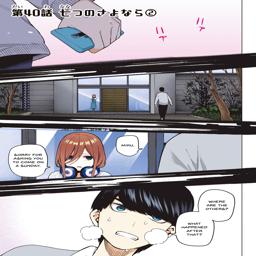 第40話 七つのさよなら②
MIKU.
SORRY FOR
ASKING YOU
TO COME ON
A SUNDAY.
WHERE
ARE THE
OTHERS?
WHAT
HAPPENED
AFTER
THAT?